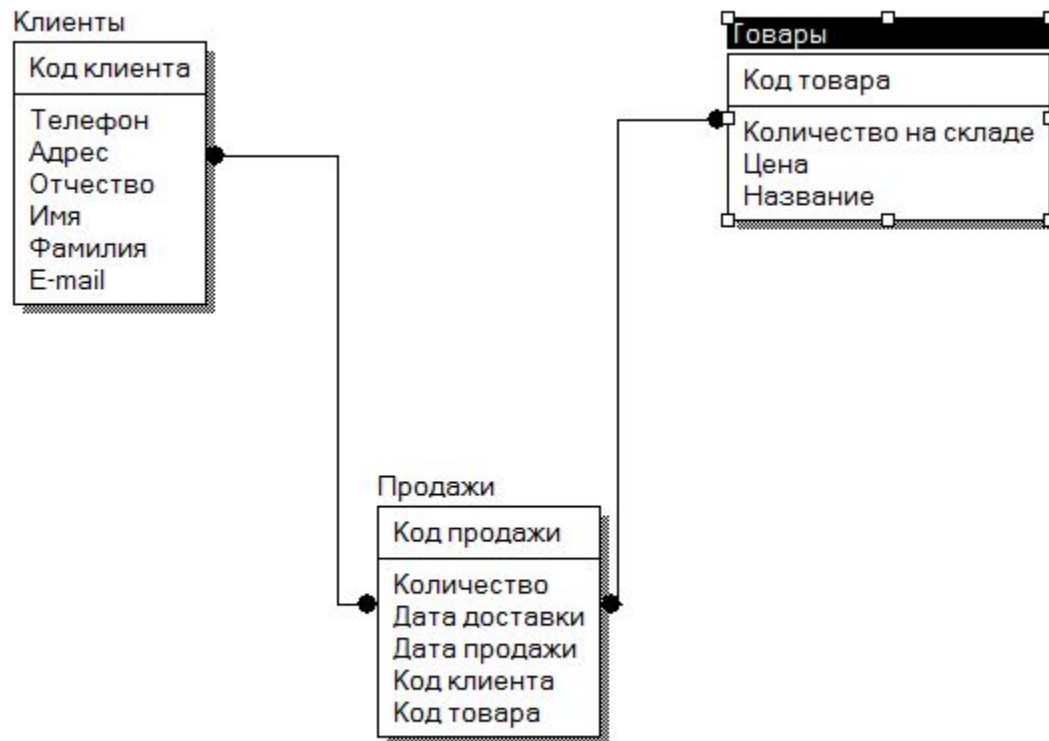 Клиенты
Код клиента
Телефон
Адрес
Отчество
Имя
Фамилия
E-mail
Товары
Код товара
Количество на складе
Цена
Название
Продажи
Код продажи
Количество
Дата доставки
Дата продажи
Код клиента
Код товара